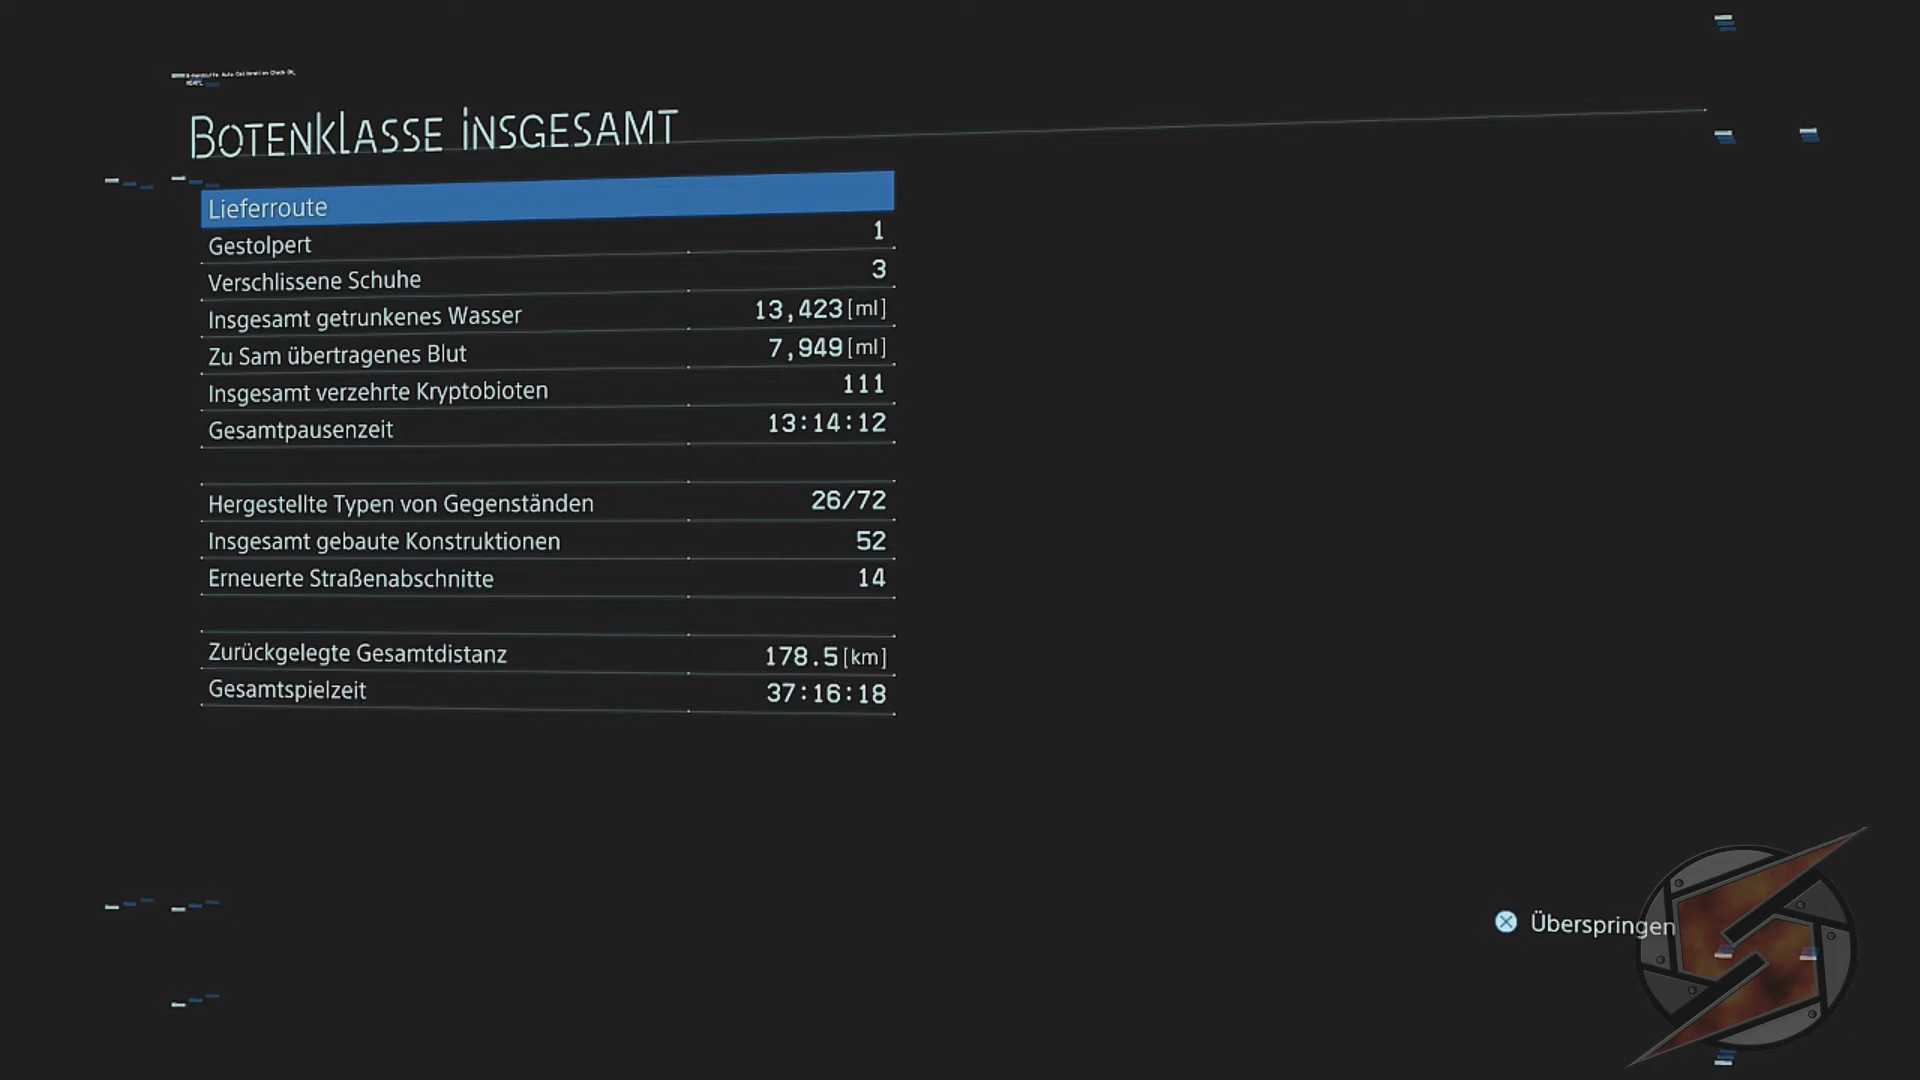 BOTENKLASSE INSGESAMT
Lieferroute
Gestolpert 1
Verschlissene Schuhe 3
Insgesamt getrunkenes Wasser 13,423[ml]
Zu Sam übertragenes Blut 7,949[ml]
Insgesamt verzehrte Kryptobioten 111
Gesamtpausenzeit 13:14:12
Hergestellte Typen von Gegenständen 26/72
Insgesamt gebaute Konstruktionen 52
Erneuerte Straßenabschnitte 14
Zurückgelegte Gesamtdistanz 178.5[km]
Gesamtspielzeit 37:16:18
Überspringen